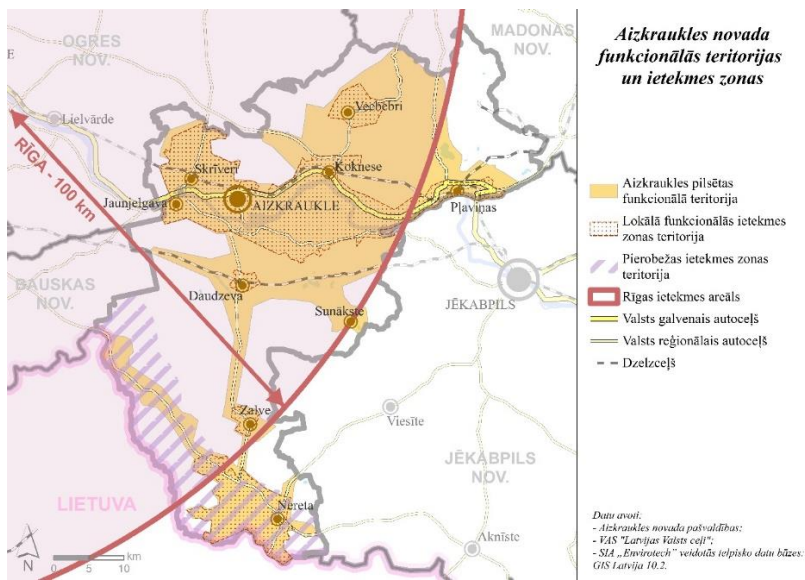 OGRES
NOV.
MADONAS
NOV.
Lielvārde
Vecbebri
RĪGA - 100 km
Skrīveri
Koknese
Jaunjelgava
AIZKRAUKLE
Pļaviņas
BAUSKAS
NOV.
Daudzeva
JĒKABPILS
Sunākste
Zalve
Viesīte
JĒKABPILS
NOV.
LIETUVA
Nereta
Aknīste
N
0 5 10
km
Aizkraukles novada
funkcionālās teritorijas
un ietekmes zonas
Aizkraukles pilsētas
funkcionālā teritorija
Lokālā funkcionālās ietekmes
zonas teritorija
Pierobežas ietekmes zonas
teritorija
Rīgas ietekmes areāls
Valsts galvenais autoceļš
Valsts reģionālais autoceļš
Dzelzceļš
Datu avoti:
- Aizkraukles novada pašvaldības;
- VAS "Latvijas Valsts ceļi";
- SIA „Envirotech” veidotās telpisko datu bāzes:
GIS Latvija 10.2.